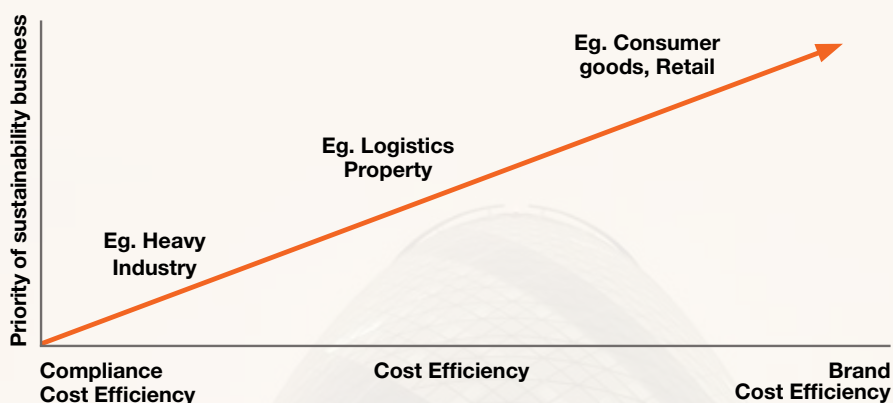 Priority of sustainability business
Eg. Consumer
goods, Retail
Eg. Logistics
Property
Eg. Heavy
Industry
Compliance
Cost Efficiency
Cost Efficiency
Brand
Cost Efficiency